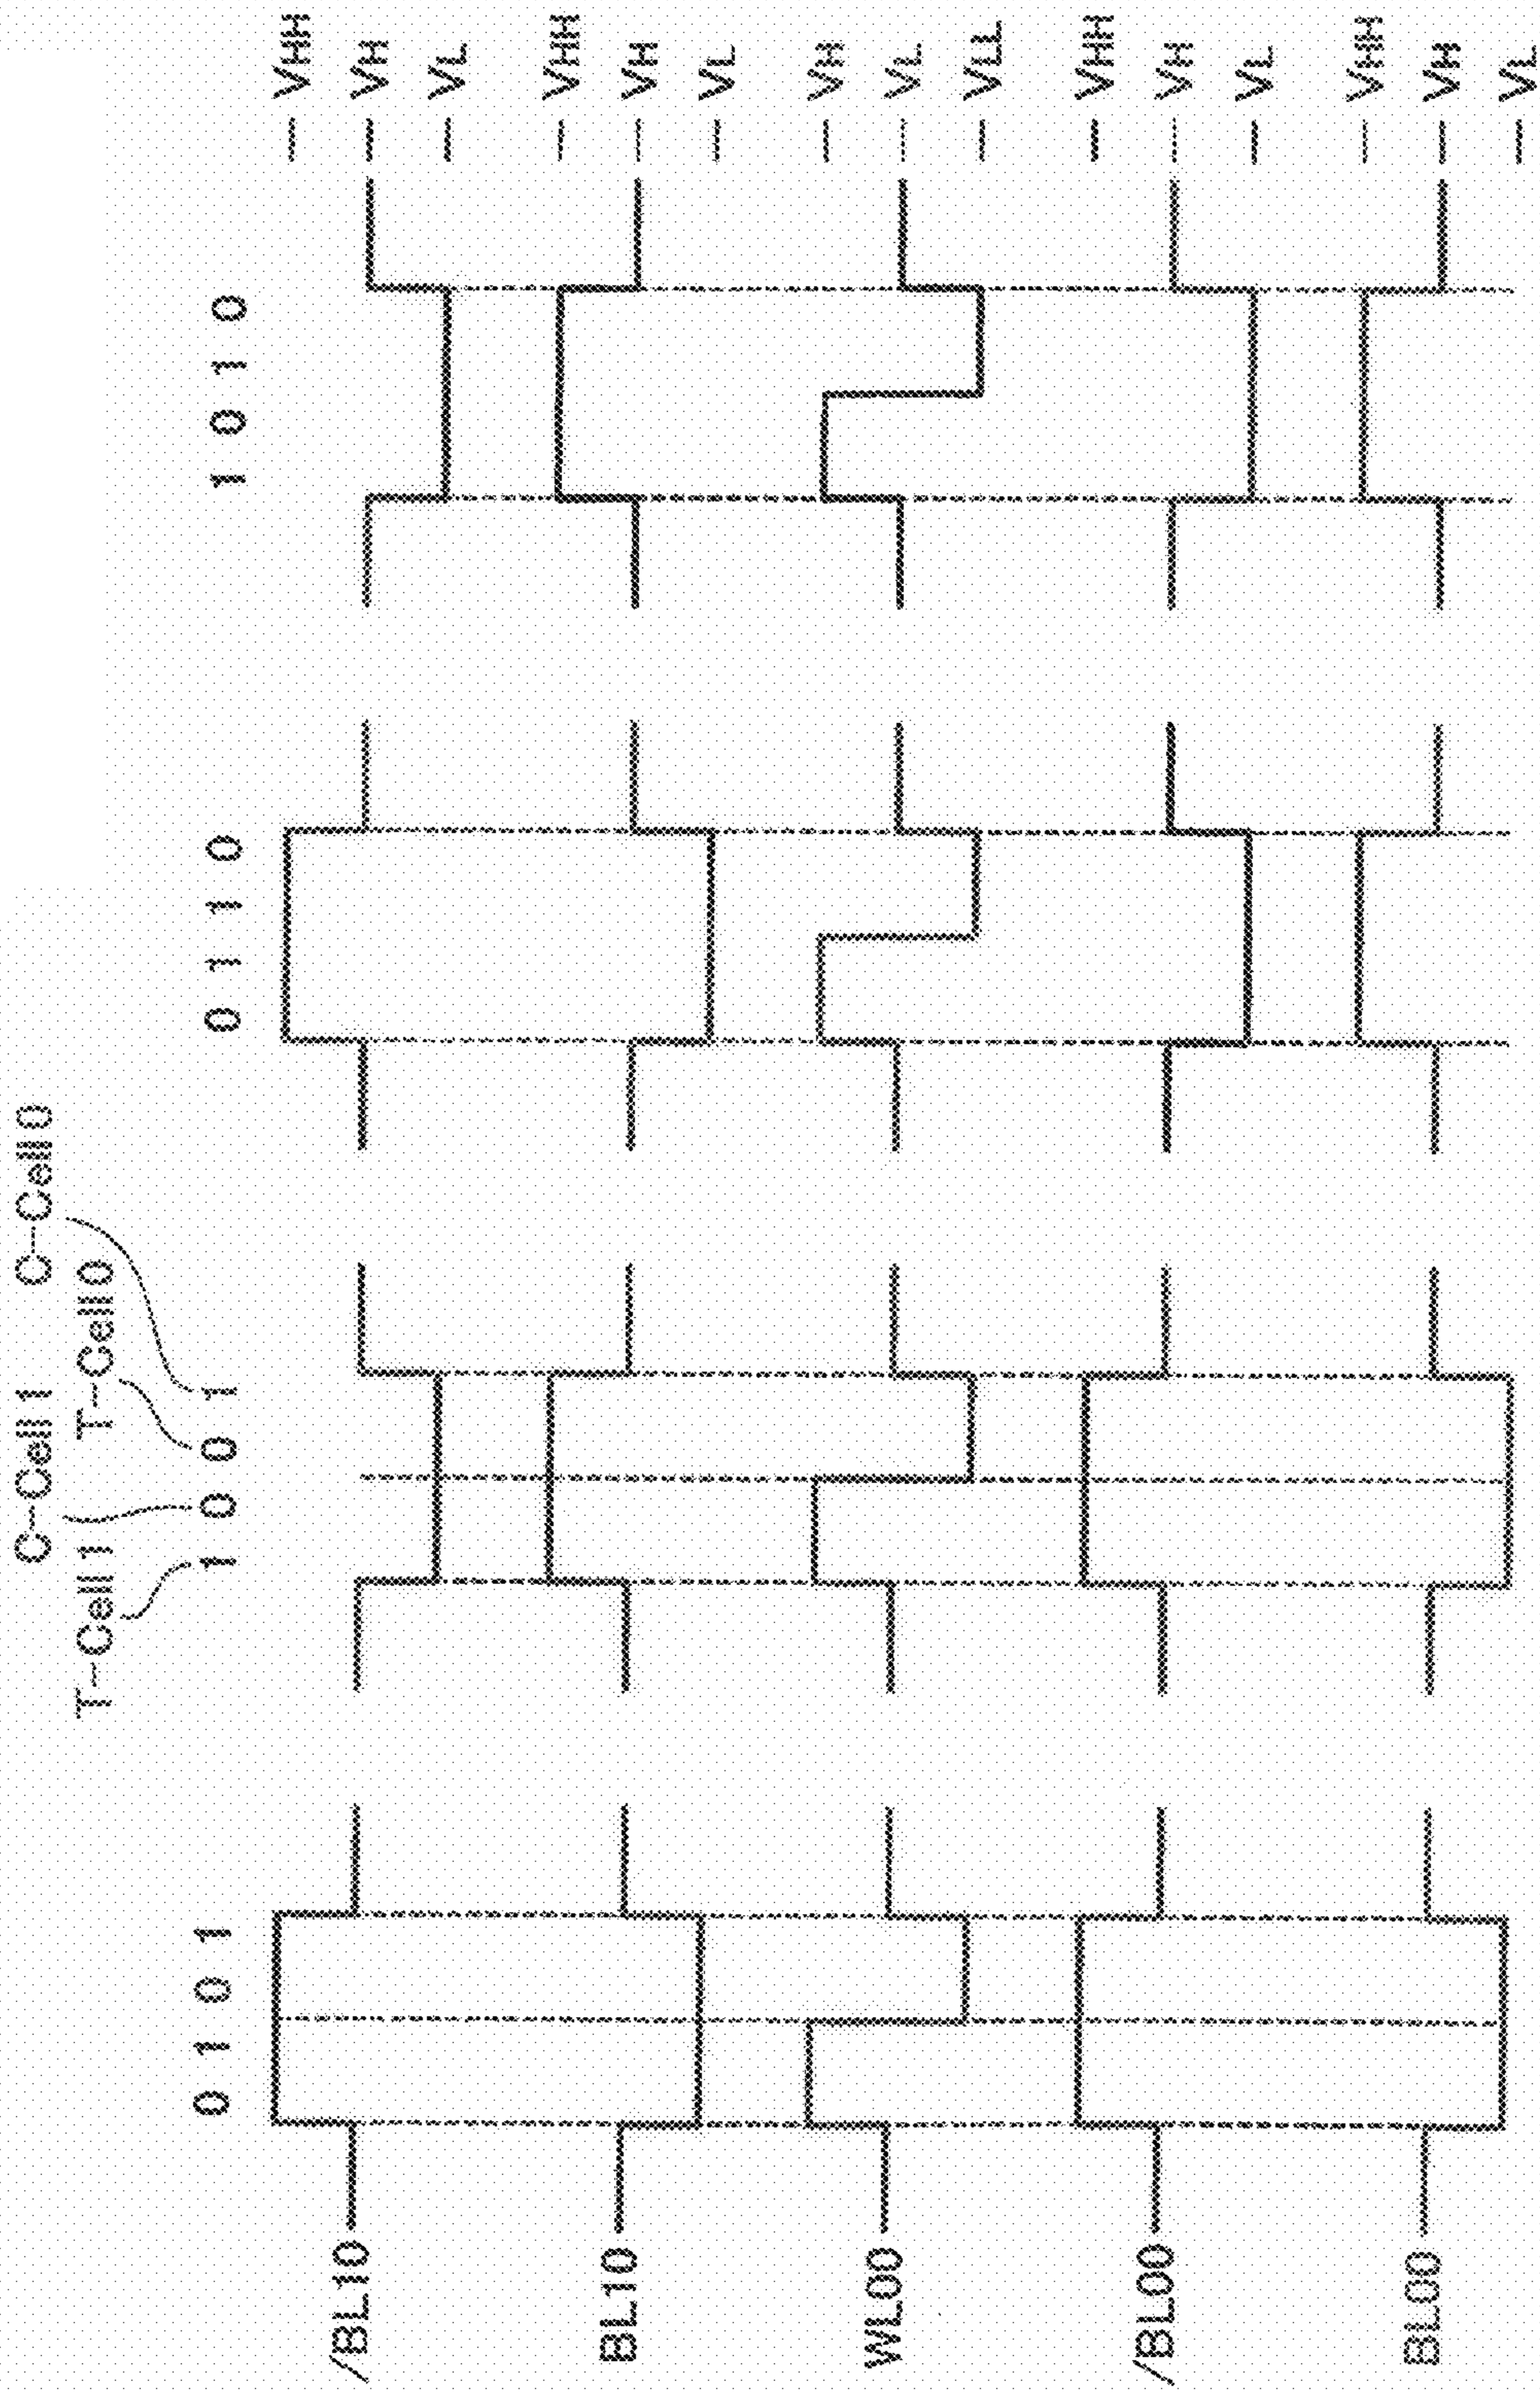 C-Cell 1 C-Cell 0
T-Cell 1 T-Cell 0
0 1 0 1 1 0 0 1 0 1 1 0 1 0 1 0
VHH
/BL10 VH
VL
VHH
BL10 VH
VL
VH
WL00 VL
VLL
VHH
/BL00 VH
VL
VHH
BL00 VH
VL